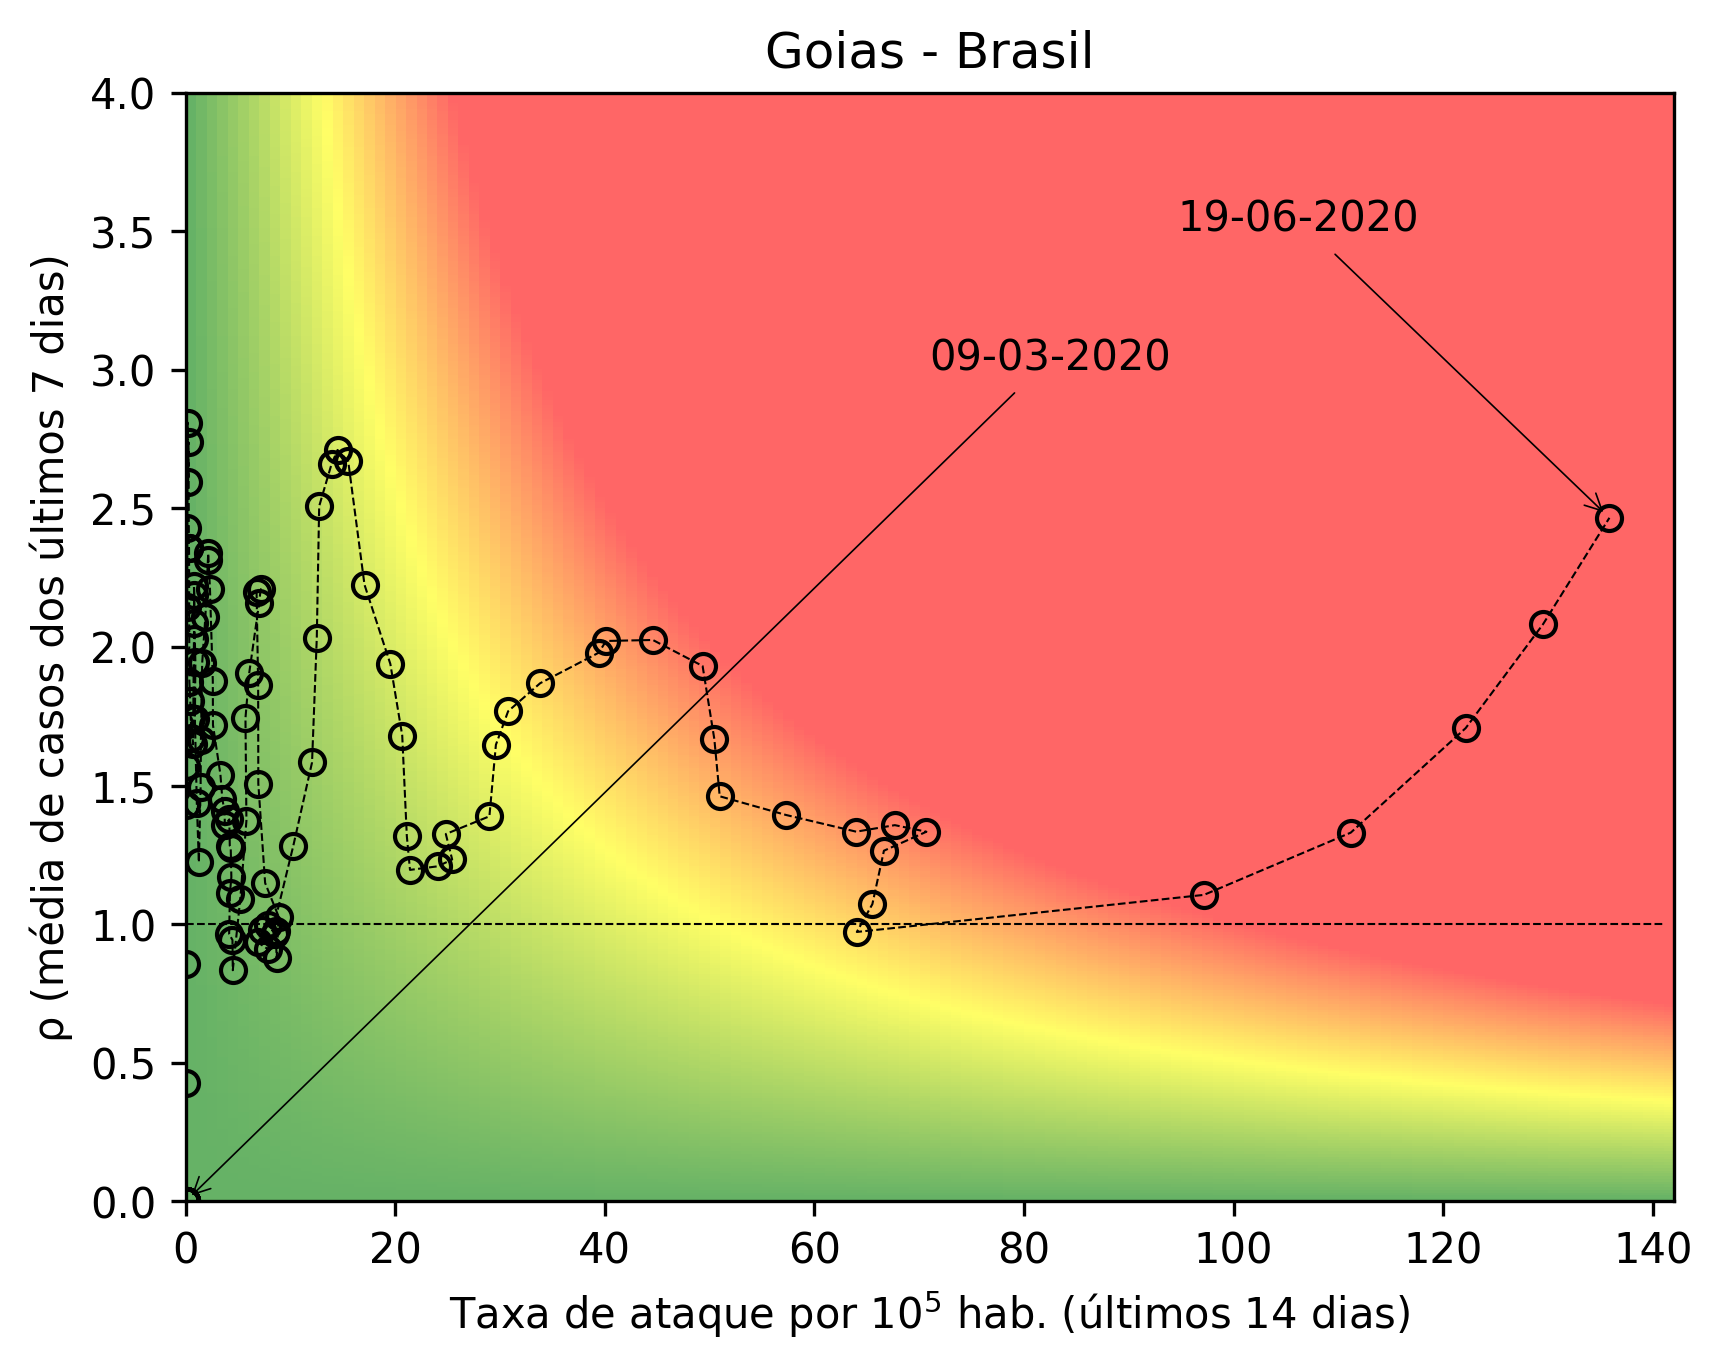 Goias - Brasil
4.0
3.5
3.0
2.5
2.0
1.5
1.0
0.5
0.0
ρ (média de casos dos últimos 7 dias)
19-06-2020
09-03-2020
0 20 40 60 80 100 120 140
Taxa de ataque por 10⁵ hab. (últimos 14 dias)